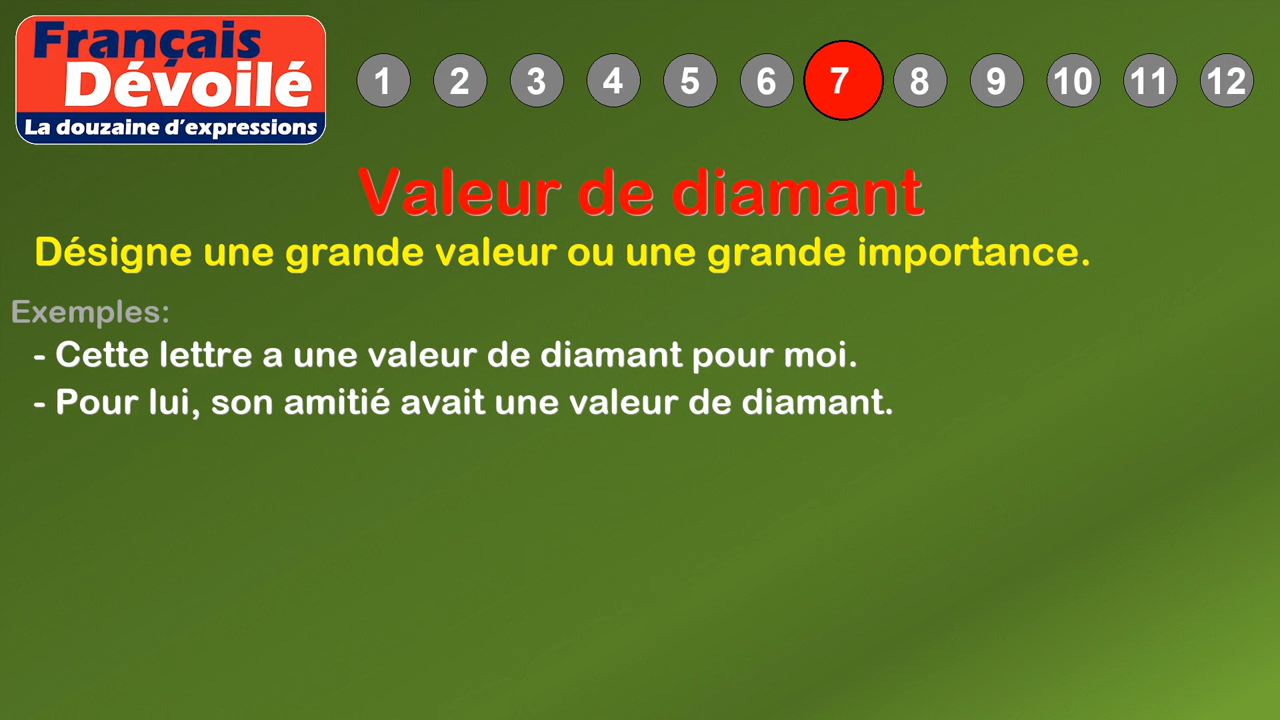 Français
Dévoilé
La douzaine d'expressions
1 2 3 4 5 6 7 8 9 10 11 12
Valeur de diamant
Désigne une grande valeur ou une grande importance.
Exemples:
- Cette lettre a une valeur de diamant pour moi.
- Pour lui, son amitié avait une valeur de diamant.